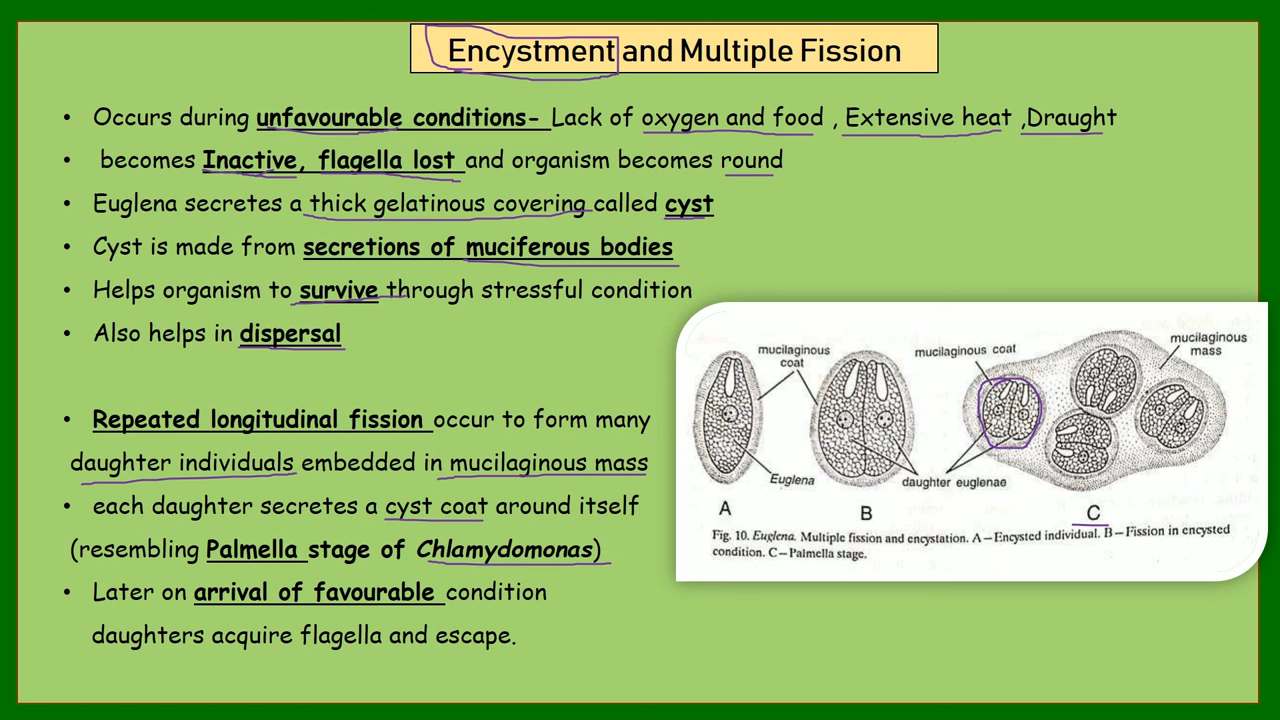 Encystment and Multiple Fission
• Occurs during unfavourable conditions- Lack of oxygen and food , Extensive heat ,Draught
• becomes Inactive, flagella lost and organism becomes round
• Euglena secretes a thick gelatinous covering called cyst
• Cyst is made from secretions of muciferous bodies
• Helps organism to survive through stressful condition
• Also helps in dispersal
• Repeated longitudinal fission occur to form many
daughter individuals embedded in mucilaginous mass
• each daughter secretes a cyst coat around itself
(resembling Palmella stage of Chlamydomonas)
• Later on arrival of favourable condition
daughters acquire flagella and escape.
mucilaginous
coat
mucilaginous coat
mucilaginous
mass
Euglena
daughter euglenae
A
B
C
Fig. 10. Euglena. Multiple fission and encystation. A—Encysted individual. B—Fission in encysted
condition. C—Palmella stage.